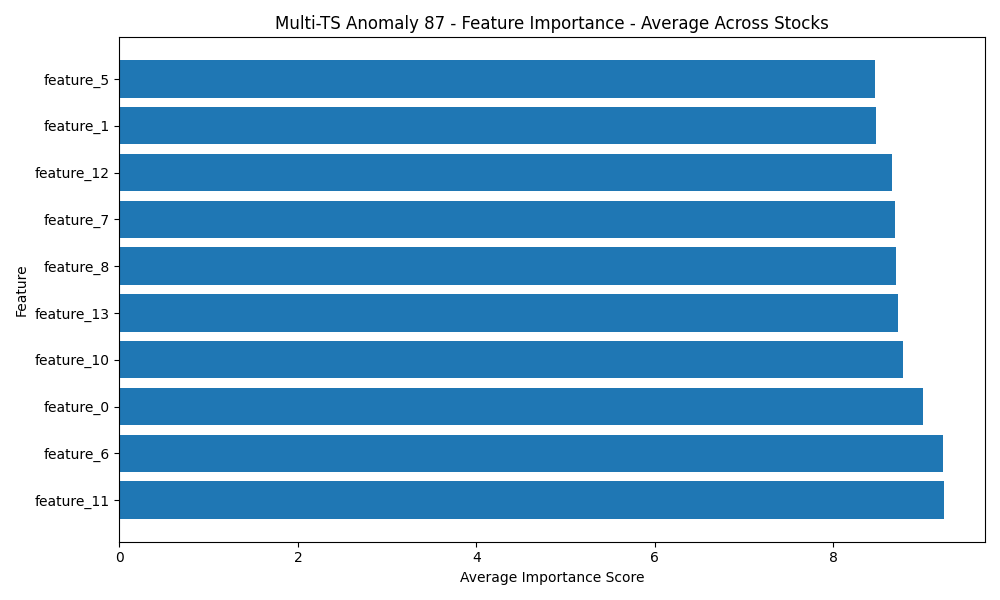 Multi-TS Anomaly 87 - Feature Importance - Average Across Stocks
Feature
feature_5
feature_1
feature_12
feature_7
feature_8
feature_13
feature_10
feature_0
feature_6
feature_11
0 2 4 6 8
Average Importance Score